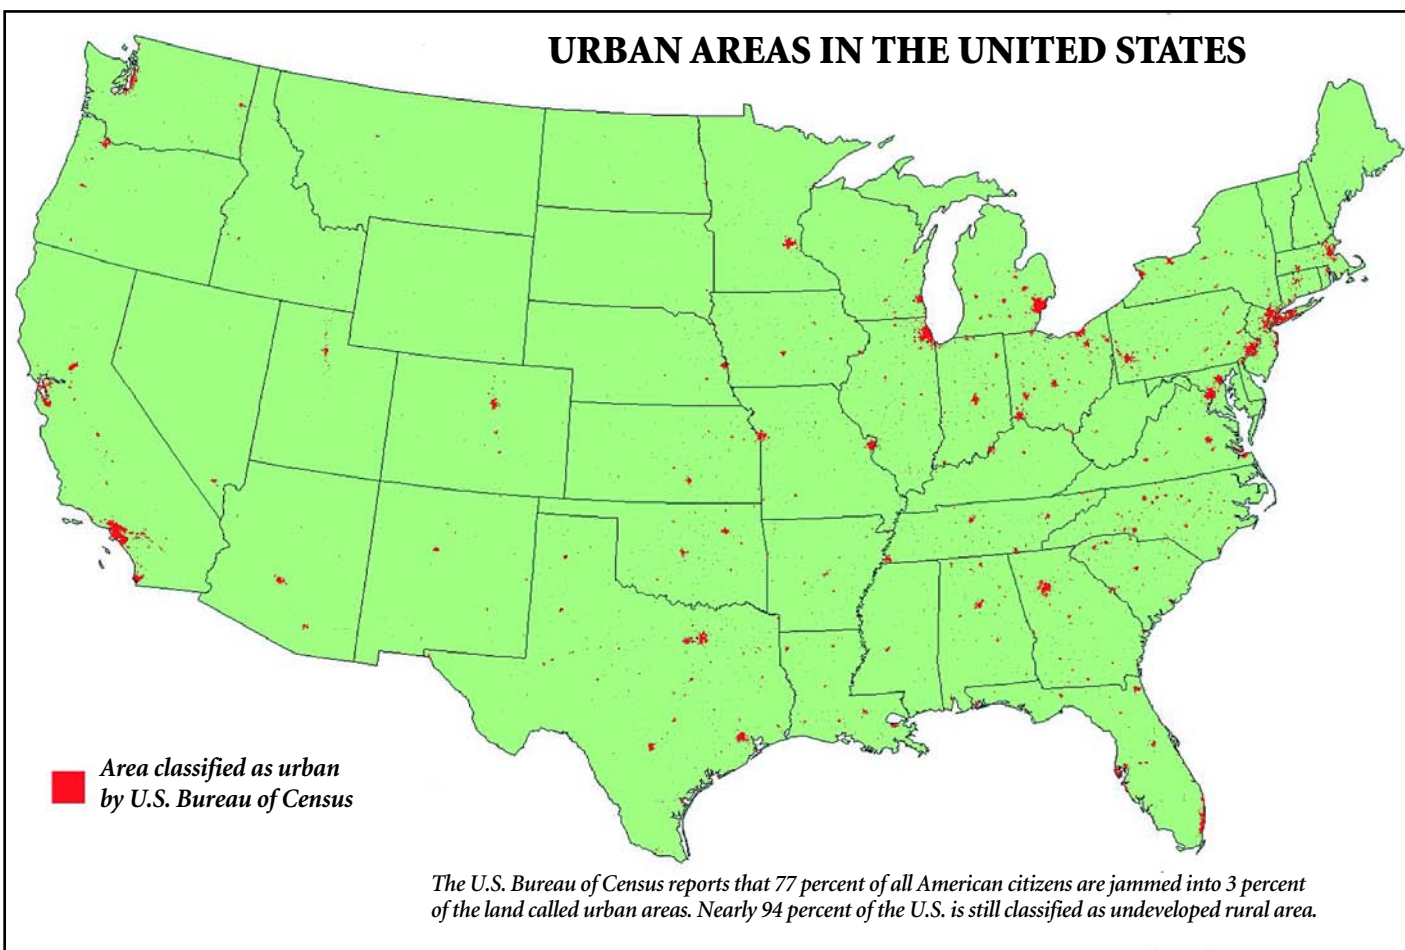 URBAN AREAS IN THE UNITED STATES
Area classified as urban
by U.S. Bureau of Census
The U.S. Bureau of Census reports that 77 percent of all American citizens are jammed into 3 percent
of the land called urban areas. Nearly 94 percent of the U.S. is still classified as undeveloped rural area.